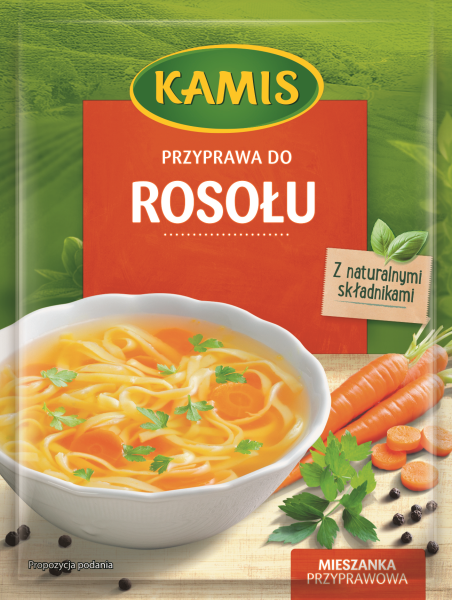 KAMIS
PRZYPRAWA DO
ROSOŁU
Z naturalnymi
składnikami
Propozycja podania
MIESZANKA
PRZYPRAWOWA